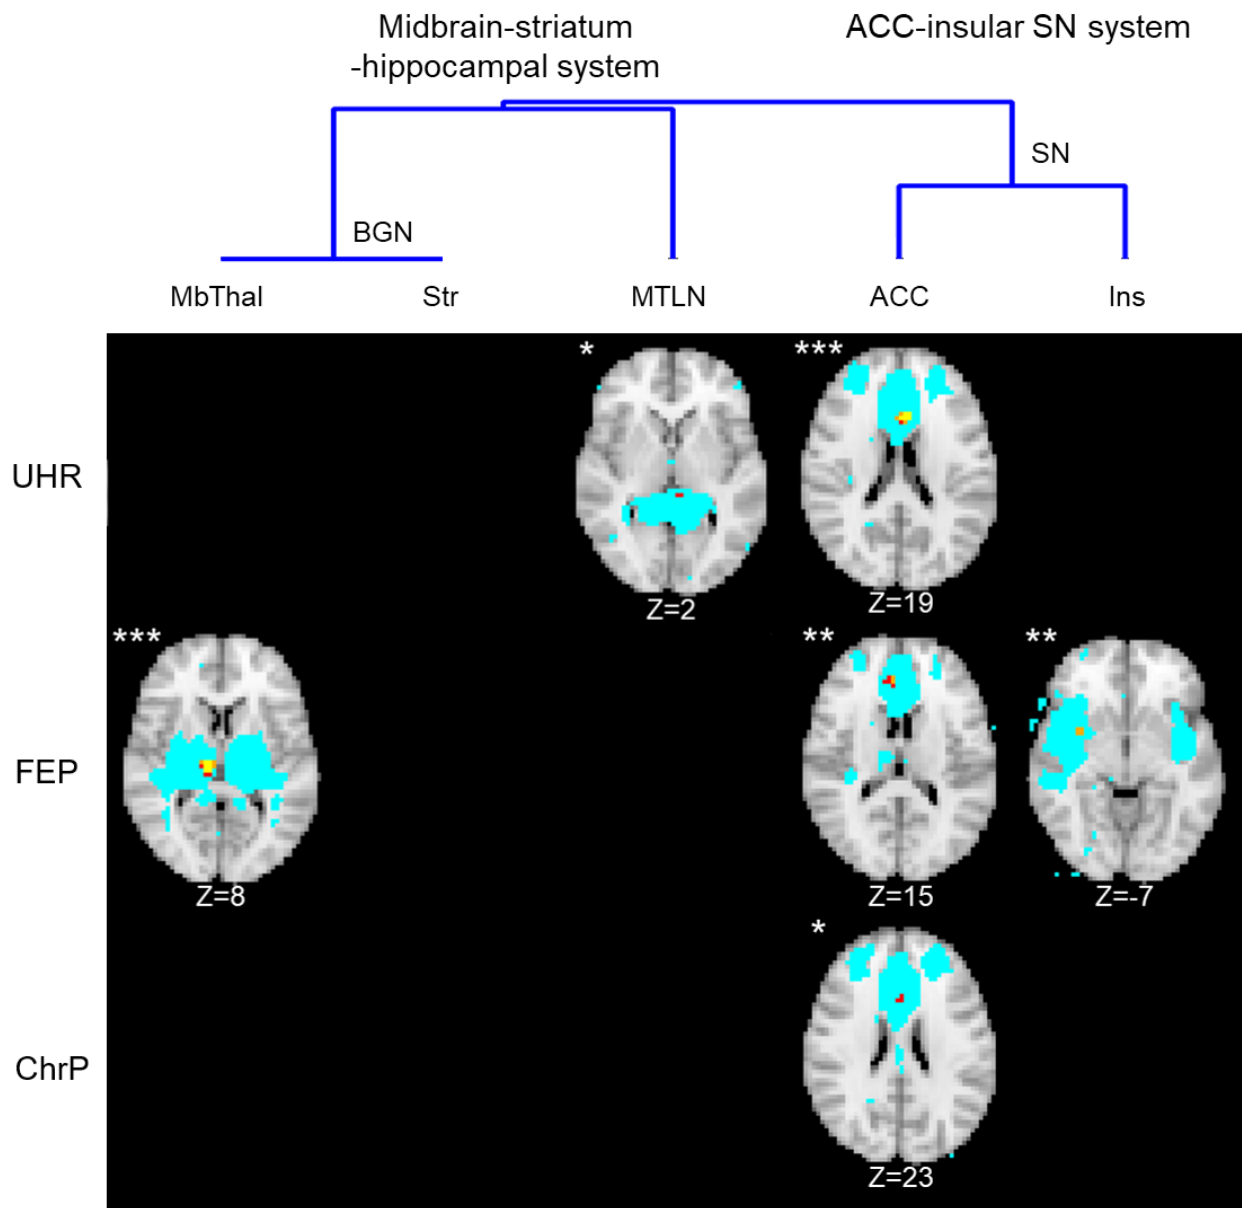 Midbrain-striatum
-hippocampal system
ACC-insular SN system
SN
BGN
MbThal
Str
MTLN
ACC
Ins
*
***
UHR
Z=2
Z=19
***
**
**
FEP
Z=8
Z=15
Z=-7
*
ChrP
Z=23